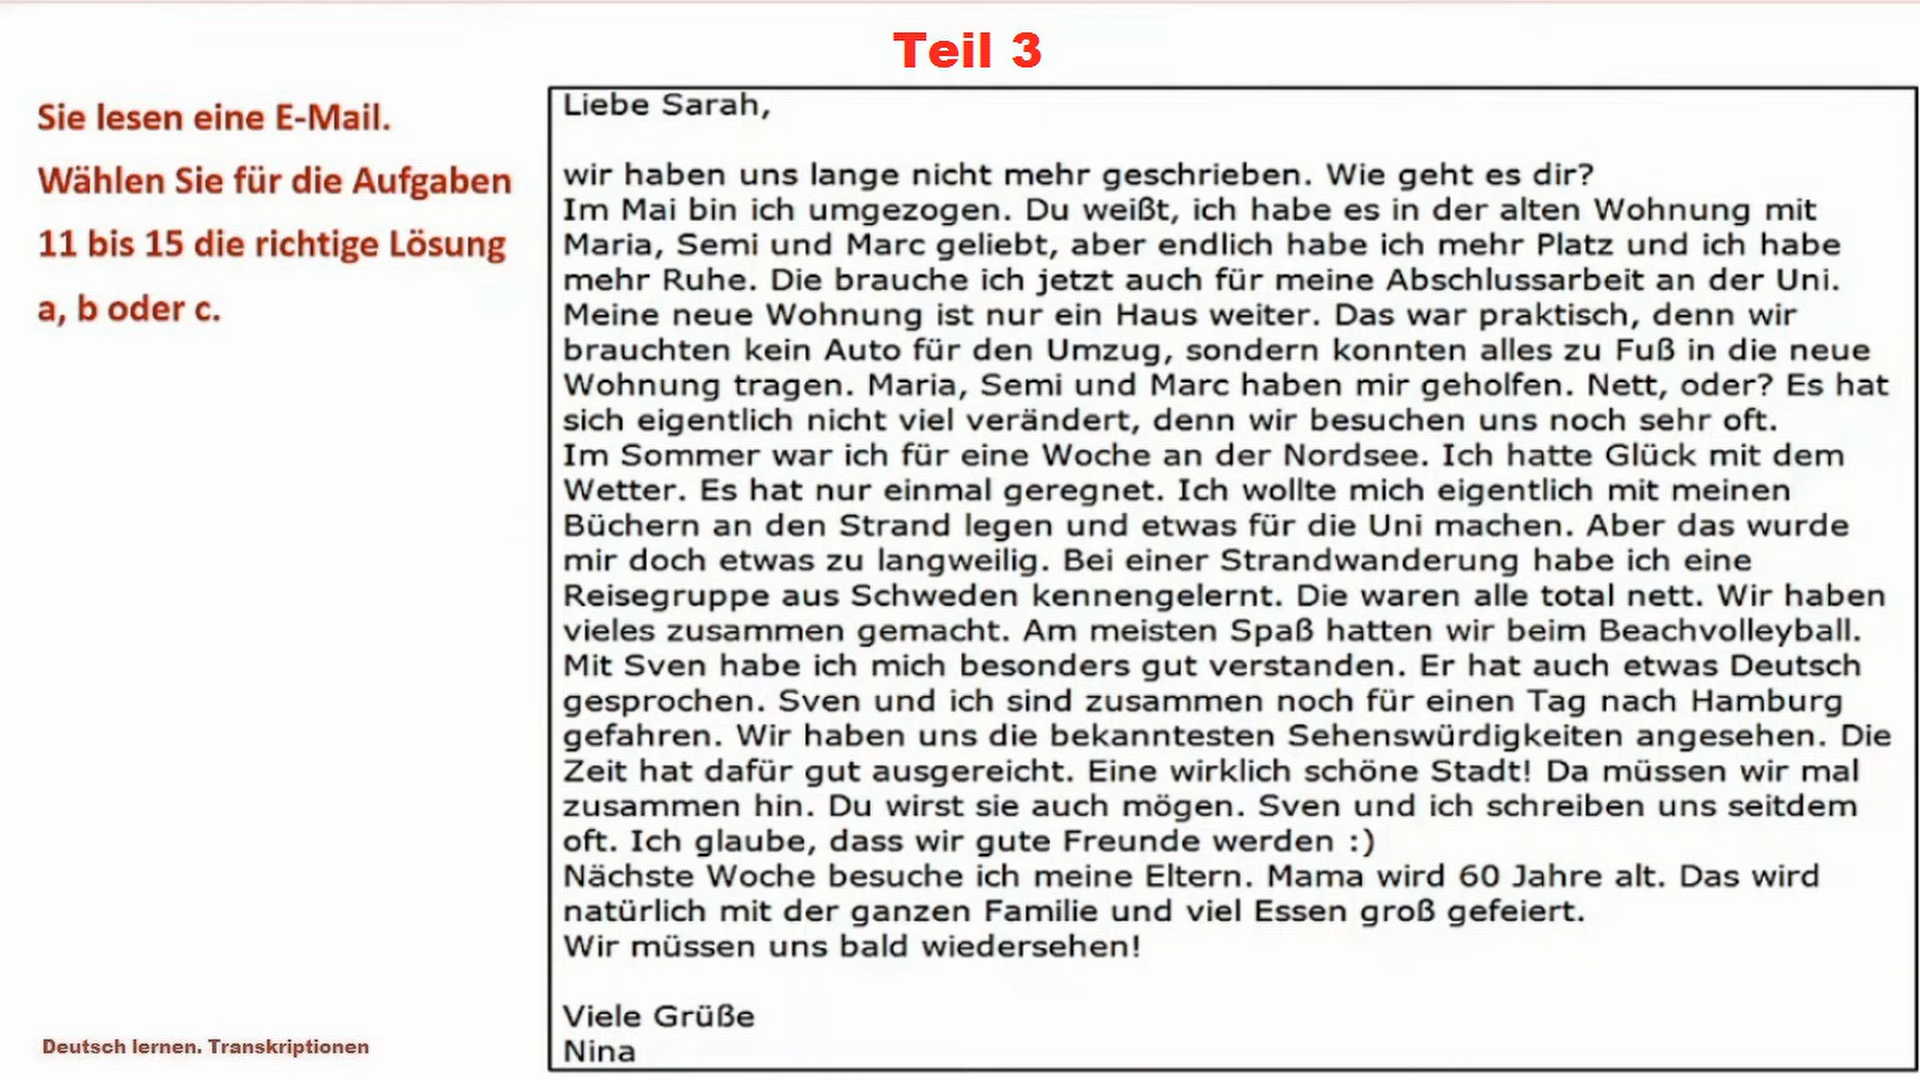 Teil 3
Sie lesen eine E-Mail.
Wählen Sie für die Aufgaben
11 bis 15 die richtige Lösung
a, b oder c.
Liebe Sarah,
wir haben uns lange nicht mehr geschrieben. Wie geht es dir?
Im Mai bin ich umgezogen. Du weißt, ich habe es in der alten Wohnung mit
Maria, Semi und Marc geliebt, aber endlich habe ich mehr Platz und ich habe
mehr Ruhe. Die brauche ich jetzt auch für meine Abschlussarbeit an der Uni.
Meine neue Wohnung ist nur ein Haus weiter. Das war praktisch, denn wir
brauchten kein Auto für den Umzug, sondern konnten alles zu Fuß in die neue
Wohnung tragen. Maria, Semi und Marc haben mir geholfen. Nett, oder? Es hat
sich eigentlich nicht viel verändert, denn wir besuchen uns noch sehr oft.
Im Sommer war ich für eine Woche an der Nordsee. Ich hatte Glück mit dem
Wetter. Es hat nur einmal geregnet. Ich wollte mich eigentlich mit meinen
Büchern an den Strand legen und etwas für die Uni machen. Aber das wurde
mir doch etwas zu langweilig. Bei einer Strandwanderung habe ich eine
Reisegruppe aus Schweden kennengelernt. Die waren alle total nett. Wir haben
vieles zusammen gemacht. Am meisten Spaß hatten wir beim Beachvolleyball.
Mit Sven habe ich mich besonders gut verstanden. Er hat auch etwas Deutsch
gesprochen. Sven und ich sind zusammen noch für einen Tag nach Hamburg
gefahren. Wir haben uns die bekanntesten Sehenswürdigkeiten angesehen. Die
Zeit hat dafür gut ausgereicht. Eine wirklich schöne Stadt! Da müssen wir mal
zusammen hin. Du wirst sie auch mögen. Sven und ich schreiben uns seitdem
oft. Ich glaube, dass wir gute Freunde werden :)
Nächste Woche besuche ich meine Eltern. Mama wird 60 Jahre alt. Das wird
natürlich mit der ganzen Familie und viel Essen groß gefeiert.
Wir müssen uns bald wiedersehen!
Viele Grüße
Nina
Deutsch lernen. Transkriptionen